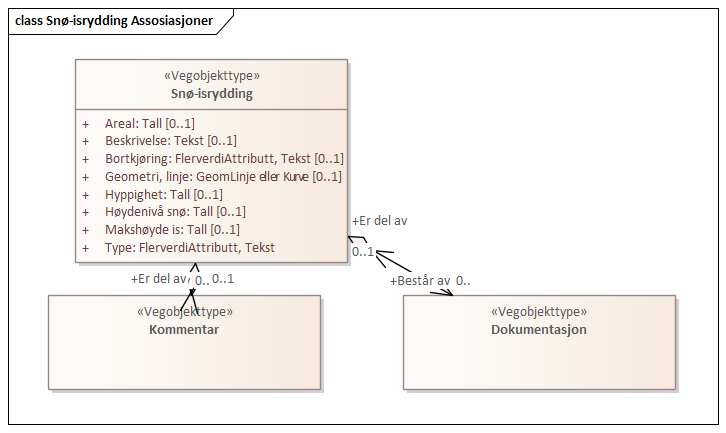 class Snø-isrydding Assosiasjoner
«Vegobjekttype»
Snø-isrydding
+ Areal: Tall [0..1]
+ Beskrivelse: Tekst [0..1]
+ Bortkjøring: FlerverdiAttributt, Tekst [0..1]
+ Geometri, linje: GeomLinje eller Kurve [0..1]
+ Hyppighet: Tall [0..1]
+ Høydenivå snø: Tall [0..1]
+ Makshøyde is: Tall [0..1]
+ Type: FlerverdiAttributt, Tekst
+Er del av
0..1
+Er del av 0.. 0..1
+Består av 0..
«Vegobjekttype»
Kommentar
«Vegobjekttype»
Dokumentasjon